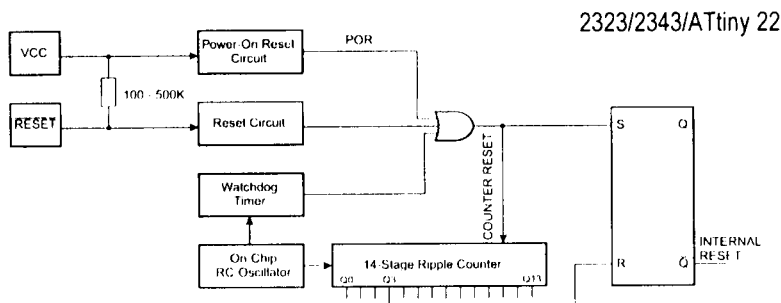 2323/2343/ATtiny 22
VCC
Power-On Reset
Circuit
POR
100 - 500K
RESET
Reset Circuit
COUNTER RESET
S
Q
Watchdog
Timer
On-Chip
RC Oscillator
14-Stage Ripple Counter
Q0
Q3
Q13
R
Q
INTERNAL
RESET